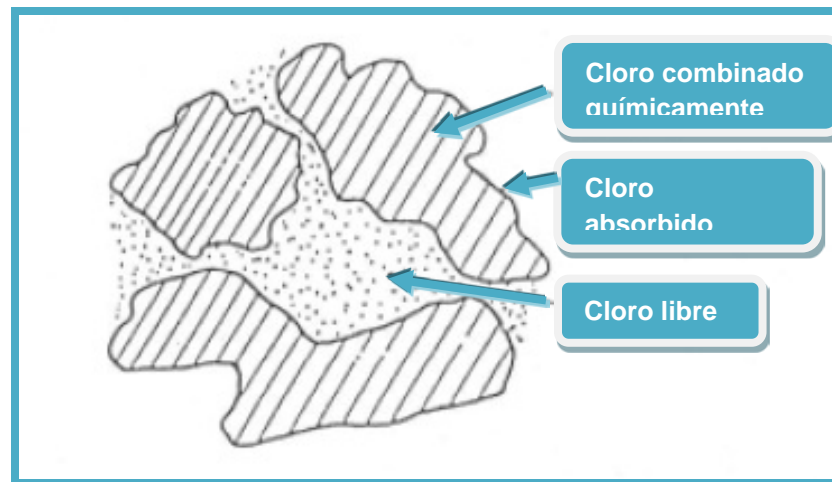 Cloro combinado
químicamente
Cloro
absorbido
Cloro libre